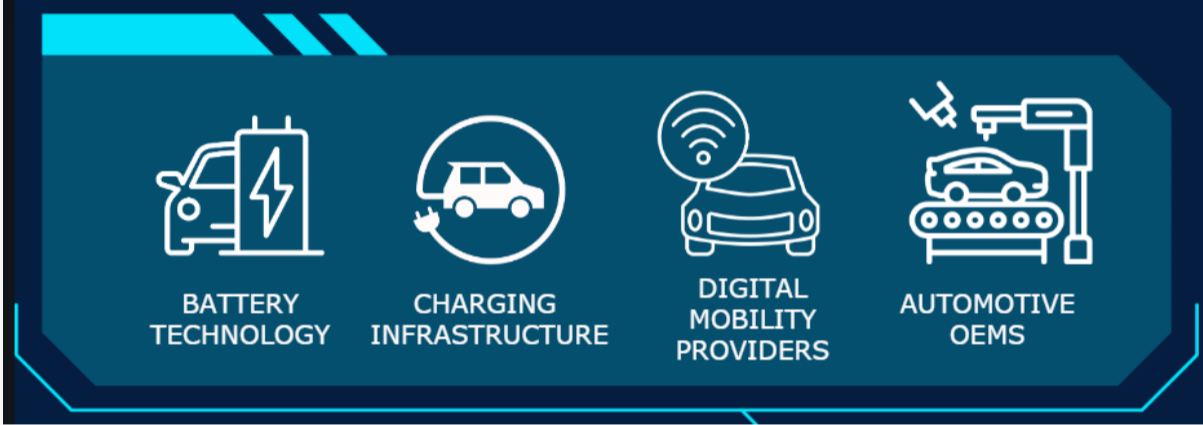 BATTERY
TECHNOLOGY
CHARGING
INFRASTRUCTURE
DIGITAL
MOBILITY
PROVIDERS
AUTOMOTIVE
OEMS